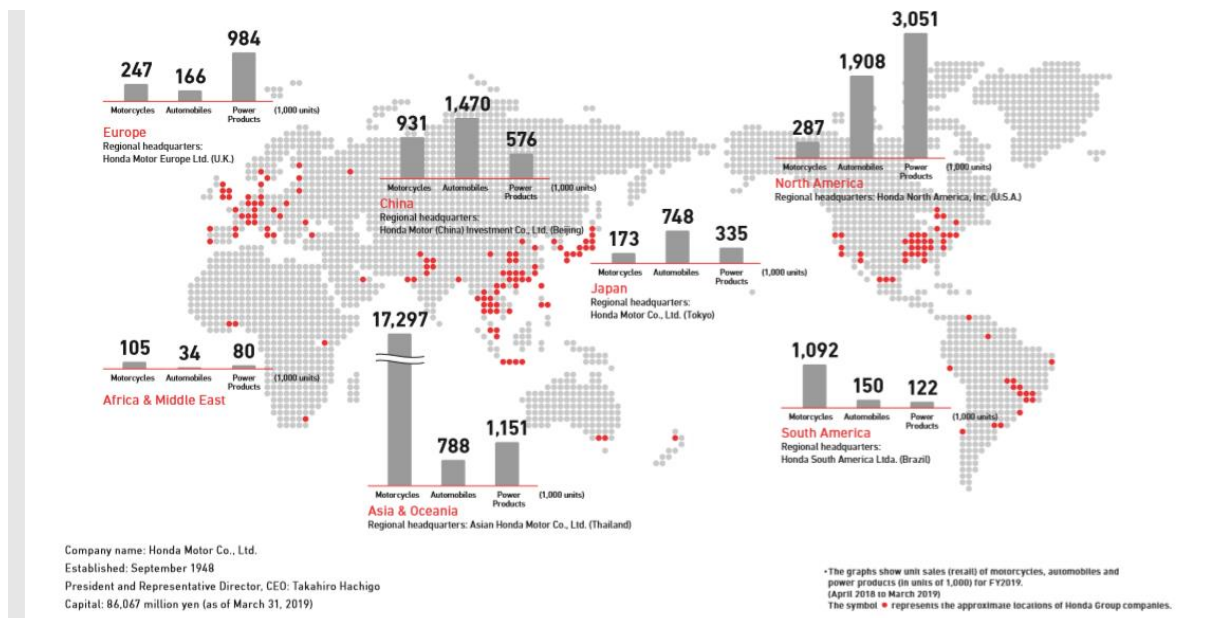 984
247
166
Motorcycles Automobiles Power Products (1,000 units)
Europe
Regional headquarters:
Honda Motor Europe Ltd. (U.K.)
1,470
931
576
Motorcycles Automobiles Power Products (1,000 units)
China
Regional headquarters:
Honda Motor (China) Investment Co., Ltd. (Beijing)
3,051
1,908
287
Motorcycles Automobiles Power Products (1,000 units)
North America
Regional headquarters: Honda North America, Inc. (U.S.A.)
748
173
335
Motorcycles Automobiles Power Products (1,000 units)
Japan
Regional headquarters:
Honda Motor Co., Ltd. (Tokyo)
105
34
80
Motorcycles Automobiles Power Products (1,000 units)
Africa & Middle East
17,297
788
1,151
Motorcycles Automobiles Power Products (1,000 units)
Asia & Oceania
Regional headquarters: Asian Honda Motor Co., Ltd. (Thailand)
1,092
150
122
Motorcycles Automobiles Power Products (1,000 units)
South America
Regional headquarters:
Honda South America Ltda. (Brazil)
Company name: Honda Motor Co., Ltd.
Established: September 1948
President and Representative Director, CEO: Takahiro Hachigo
Capital: 86,067 million yen (as of March 31, 2019)
•The graphs show unit sales (retail) of motorcycles, automobiles and
power products (in units of 1,000) for FY2019.
(April 2018 to March 2019)
The symbol ● represents the approximate locations of Honda Group companies.